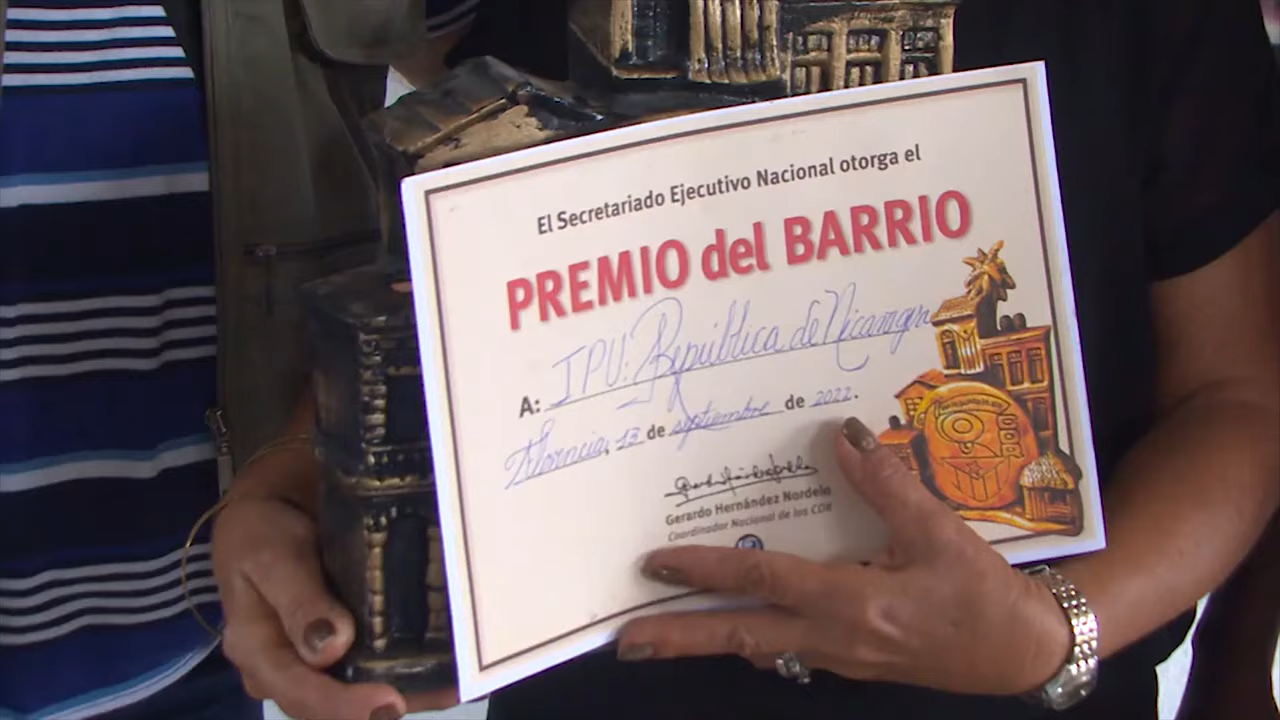 El Secretariado Ejecutivo Nacional otorga el
PREMIO del BARRIO
A: IPU: República de Nicaragua
Florencia, 13 de septiembre de 2022.
Gerardo Hernández Nordelo
Coordinador Nacional de los CDR
CDR